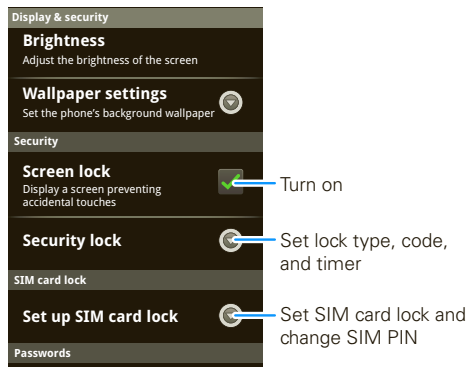 Display & security
Brightness
Adjust the brightness of the screen
Wallpaper settings
Set the phone's background wallpaper
Security
Screen lock
Display a screen preventing
accidental touches
Turn on
Security lock
Set lock type, code,
and timer
SIM card lock
Set up SIM card lock
Set SIM card lock and
change SIM PIN
Passwords